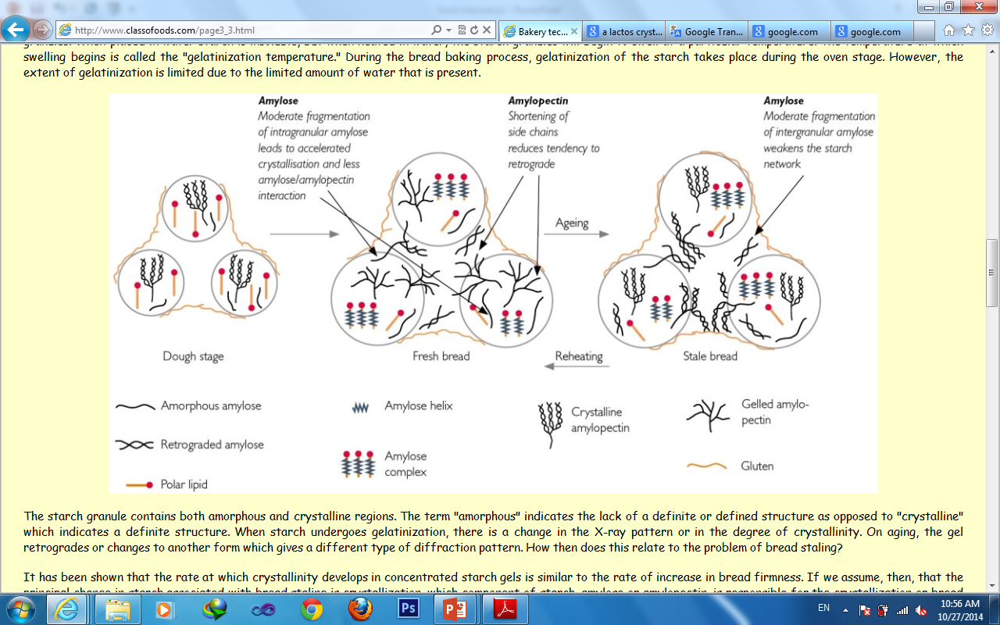 http://www.classofoods.com/page3_3.html
Bakery tec...
a lactos cryst...
Google Tran...
google.com
google.com
swelling begins is called the "gelatinization temperature." During the bread baking process, gelatinization of the starch takes place during the oven stage. However, the
extent of gelatinization is limited due to the limited amount of water that is present.
Amylose
Moderate fragmentation
of intragranular amylose
leads to accelerated
crystallisation and less
amylose/amylopectin
interaction
Amylopectin
Shortening of
side chains
reduces tendency to
retrograde
Amylose
Moderate fragmentation
of intergranular amylose
weakens the starch
network
Ageing
Dough stage
Fresh bread
Reheating
Stale bread
Amorphous amylose
Retrograded amylose
Polar lipid
Amylose helix
Amylose
complex
Crystalline
amylopectin
Gelled amylo-
pectin
Gluten
The starch granule contains both amorphous and crystalline regions. The term "amorphous" indicates the lack of a definite or defined structure as opposed to "crystalline"
which indicates a definite structure. When starch undergoes gelatinization, there is a change in the X-ray pattern or in the degree of crystallinity. On aging, the gel
retrogrades or changes to another form which gives a different type of diffraction pattern. How then does this relate to the problem of bread staling?
It has been shown that the rate at which crystallinity develops in concentrated starch gels is similar to the rate of increase in bread firmness. If we assume, then, that the
Ps
EN
10:56 AM
10/27/2014